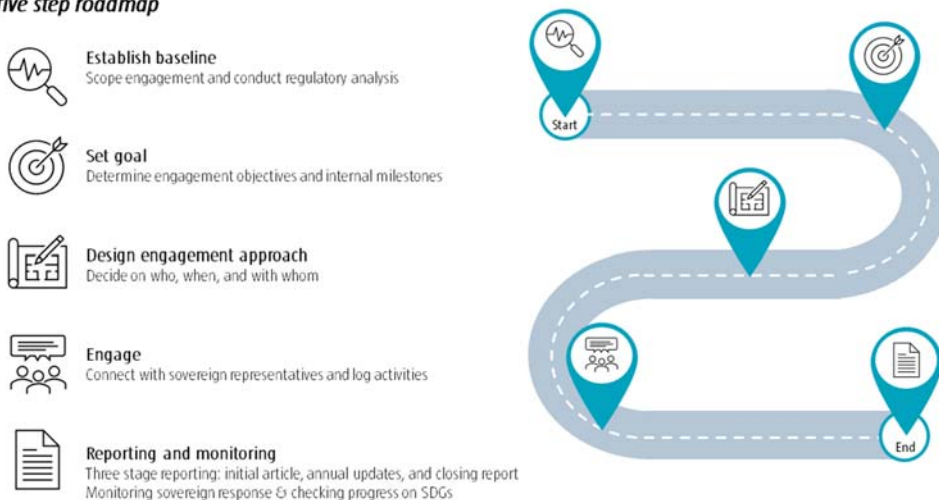 five step roadmap
Establish baseline
Scope engagement and conduct regulatory analysis
Set goal
Determine engagement objectives and internal milestones
Design engagement approach
Decide on who, when, and with whom
Engage
Connect with sovereign representatives and log activities
Reporting and monitoring
Three stage reporting: initial article, annual updates, and closing report
Monitoring sovereign response & checking progress on SDGs
Start
End